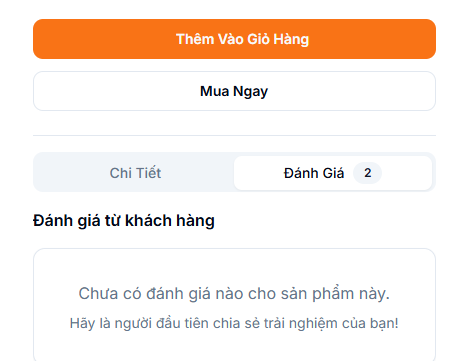 Thêm Vào Giỏ Hàng
Mua Ngay
Chi Tiết
Đánh Giá 2
Đánh giá từ khách hàng
Chưa có đánh giá nào cho sản phẩm này.
Hãy là người đầu tiên chia sẻ trải nghiệm của bạn!